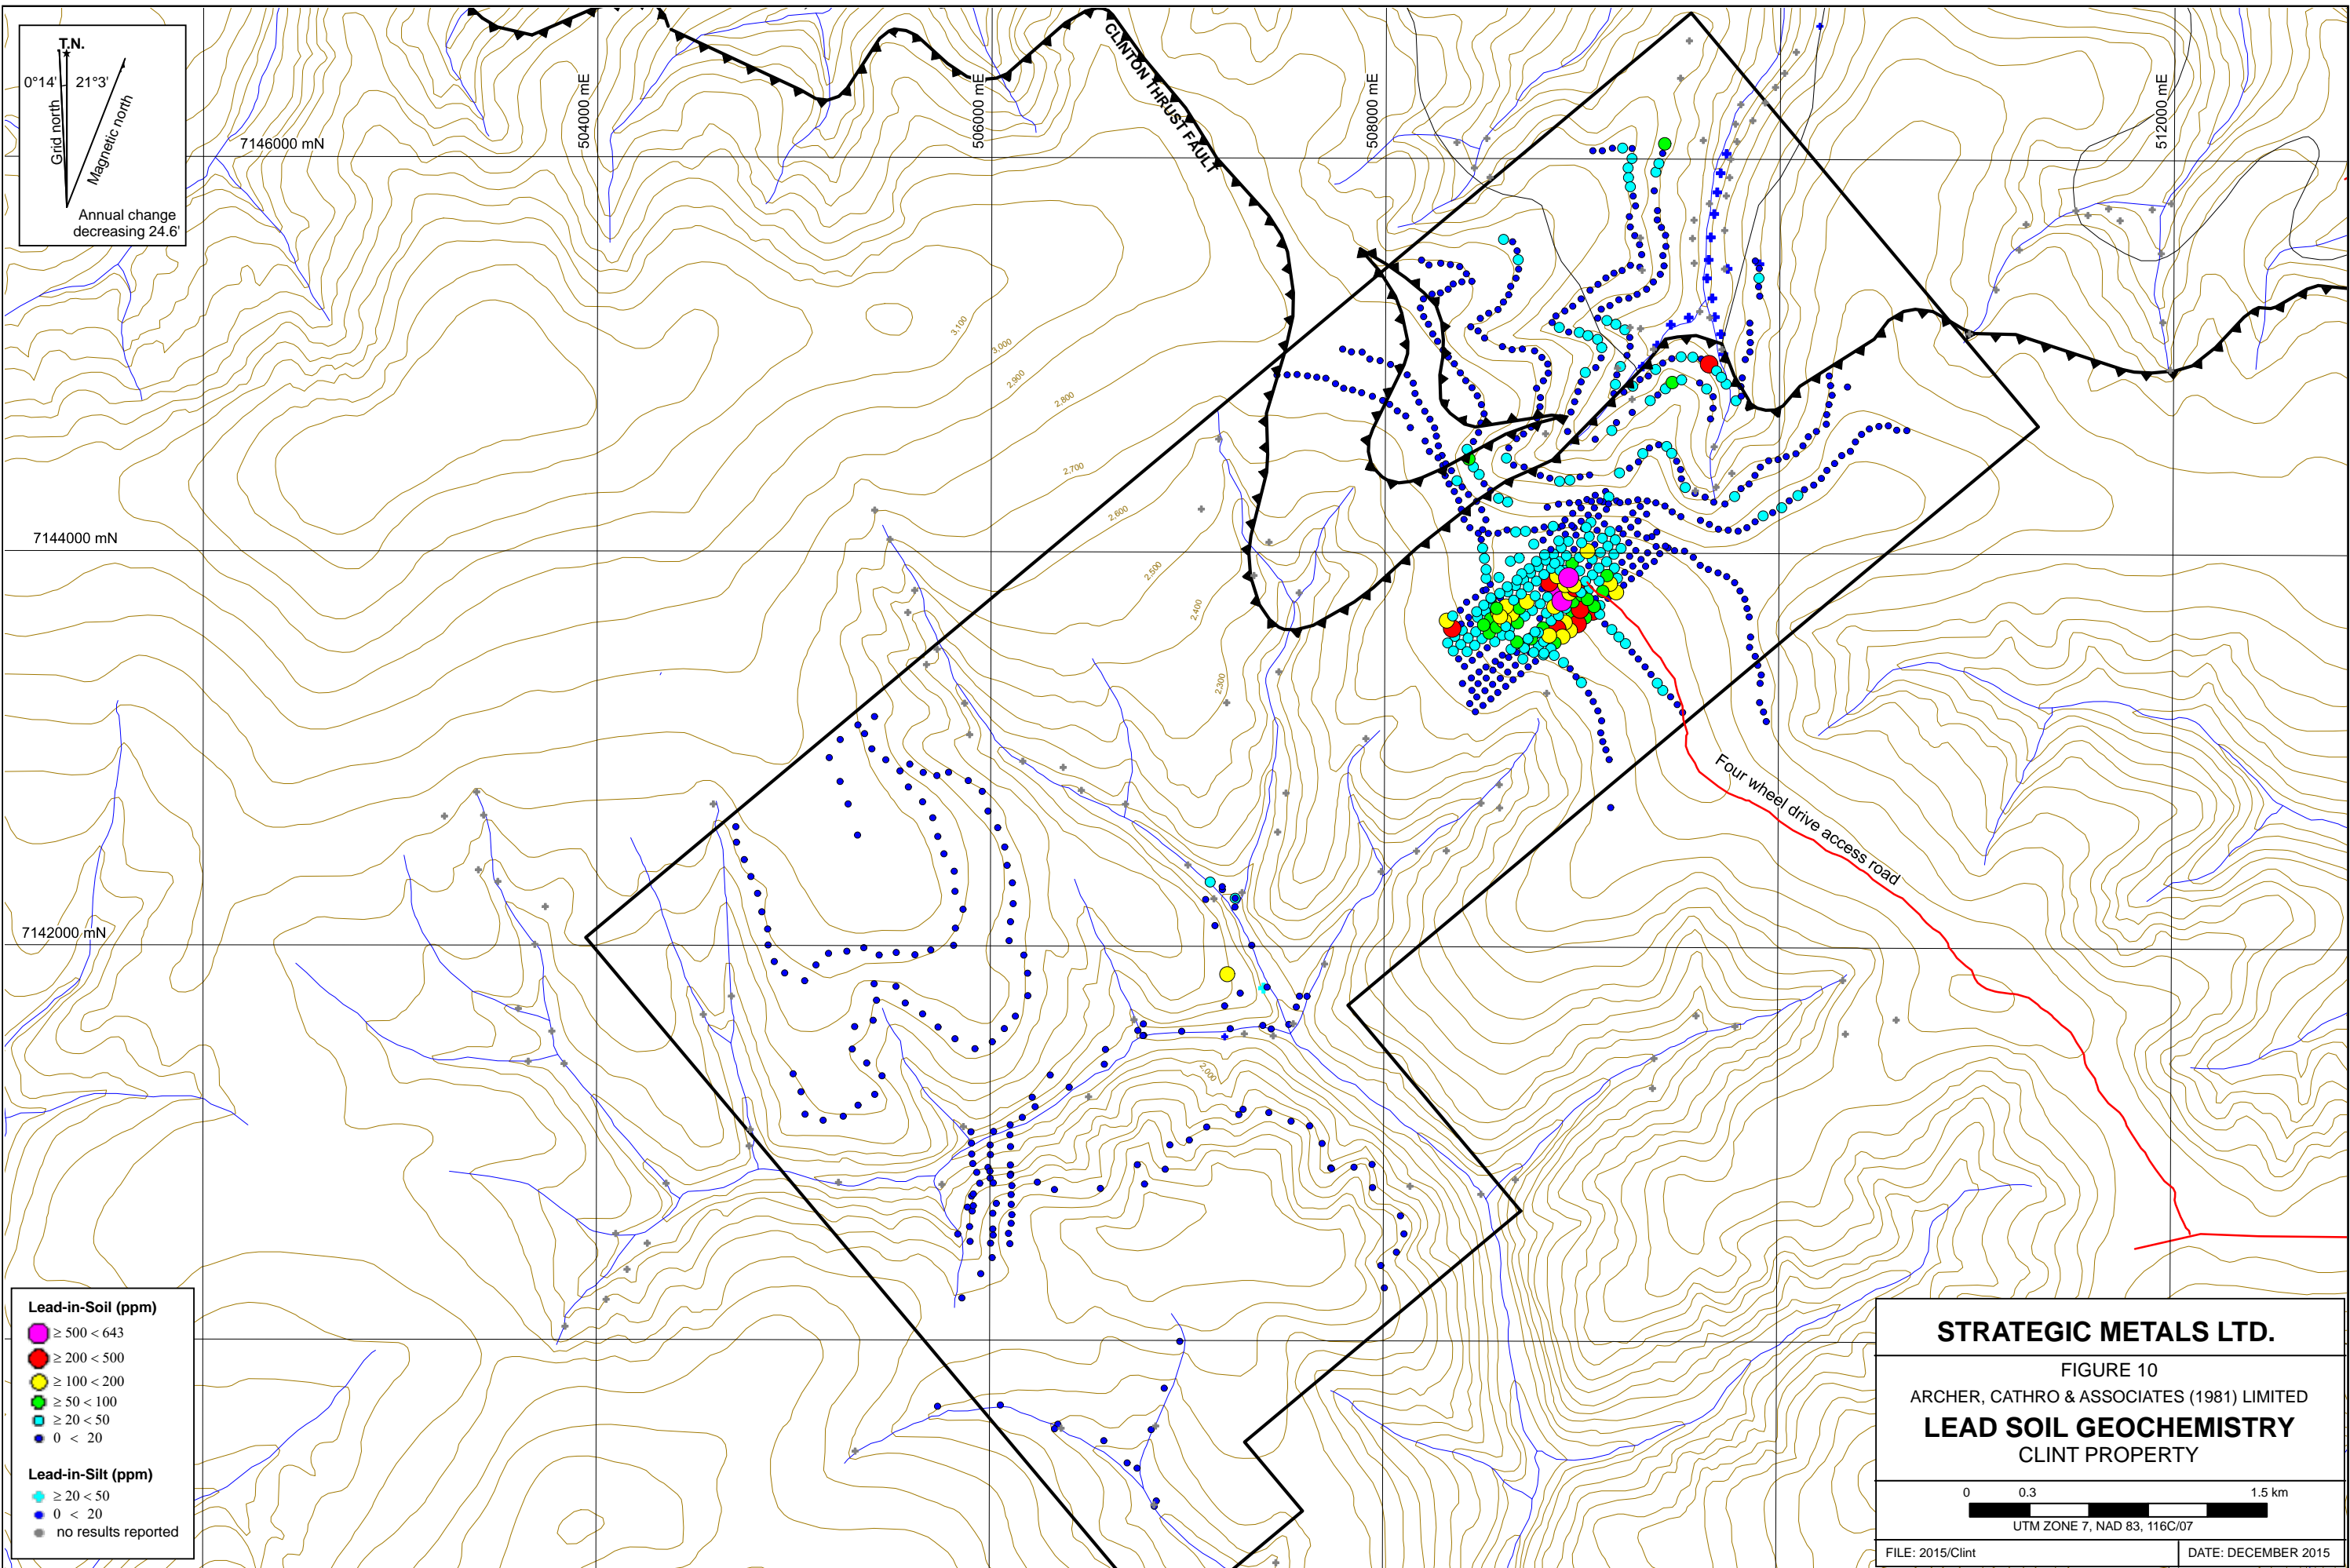 T.N.
0°14' 21°3'
Grid north
Magnetic north
Annual change
decreasing 24.6'
7146000 mN
7144000 mN
7142000 mN
504000 mE
506000 mE
508000 mE
512000 mE
CLINTON THRUST FAULT
3,100
3,000
2,900
2,800
2,700
2,600
2,500
2,400
2,300
2,000
Four wheel drive access road
Lead-in-Soil (ppm)
≥ 500 < 643
≥ 200 < 500
≥ 100 < 200
≥ 50 < 100
≥ 20 < 50
0 < 20
Lead-in-Silt (ppm)
≥ 20 < 50
0 < 20
no results reported
STRATEGIC METALS LTD.
FIGURE 10
ARCHER, CATHRO & ASSOCIATES (1981) LIMITED
LEAD SOIL GEOCHEMISTRY
CLINT PROPERTY
0 0.3 1.5 km
UTM ZONE 7, NAD 83, 116C/07
FILE: 2015/Clint
DATE: DECEMBER 2015